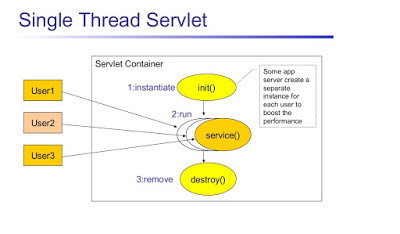 Single Thread Servlet
Servlet Container
Some app
server create a
separate
instance for
each user to
boost the
performance
User1
1:instantiate
init()
2:run
User2
service()
User3
3:remove
destroy()